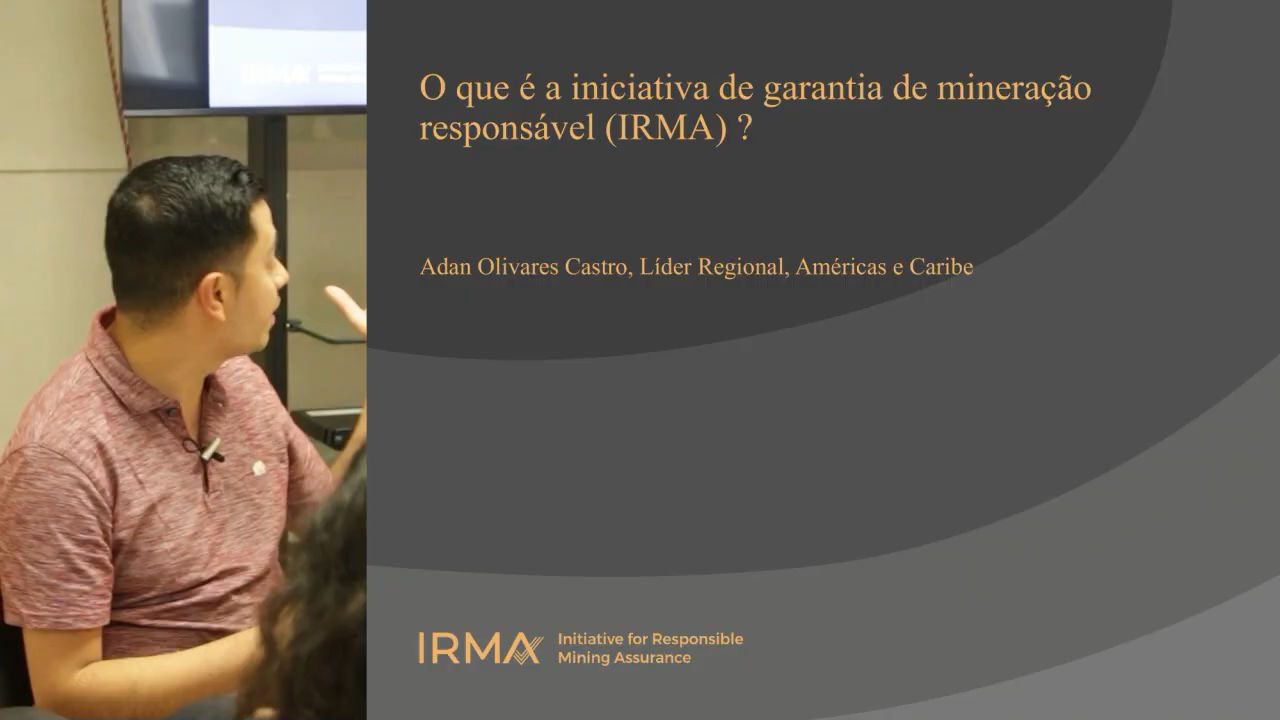 O que é a iniciativa de garantia de mineração
responsável (IRMA) ?
Adan Olivares Castro, Líder Regional, Américas e Caribe
IRMA
Initiative for Responsible
Mining Assurance